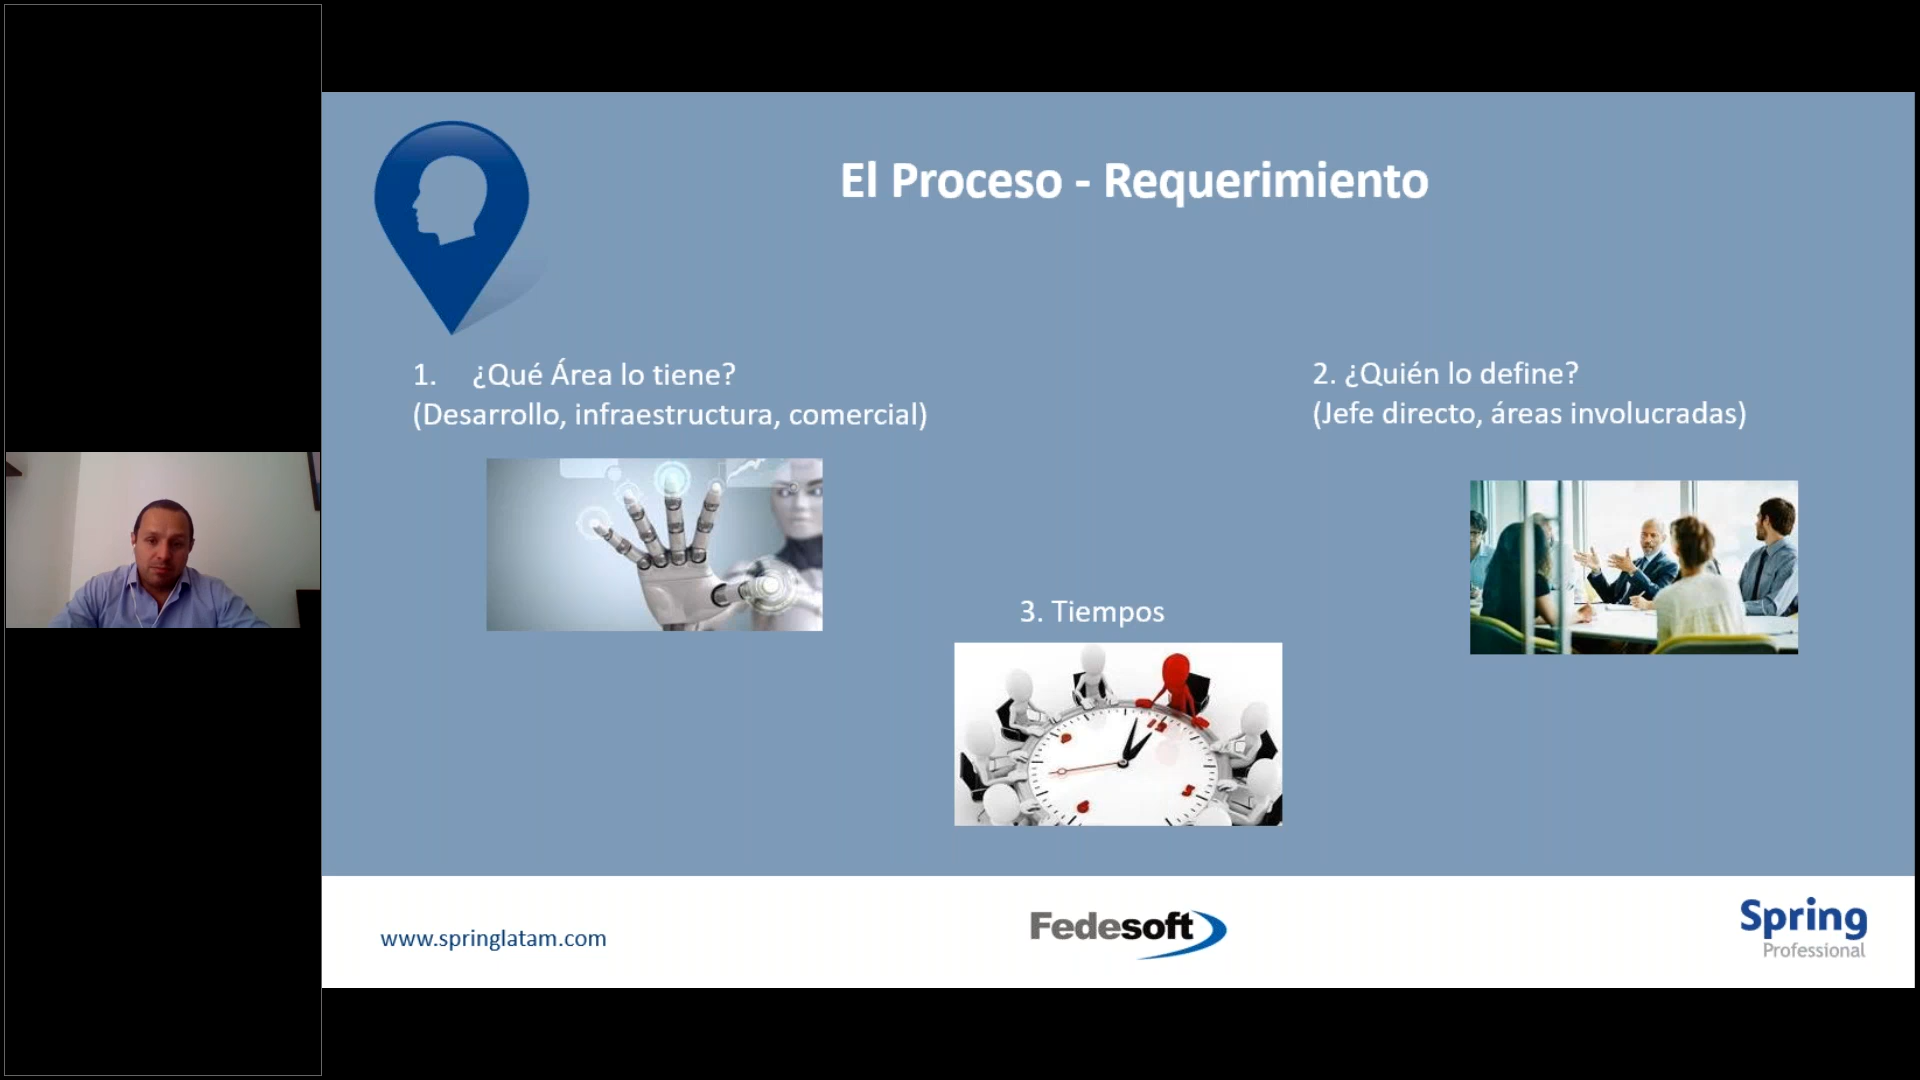 El Proceso - Requerimiento
1. ¿Qué Área lo tiene?
(Desarrollo, infraestructura, comercial)
2. ¿Quién lo define?
(Jefe directo, áreas involucradas)
3. Tiempos
www.springlatam.com
Fedesoft
Spring
Professional